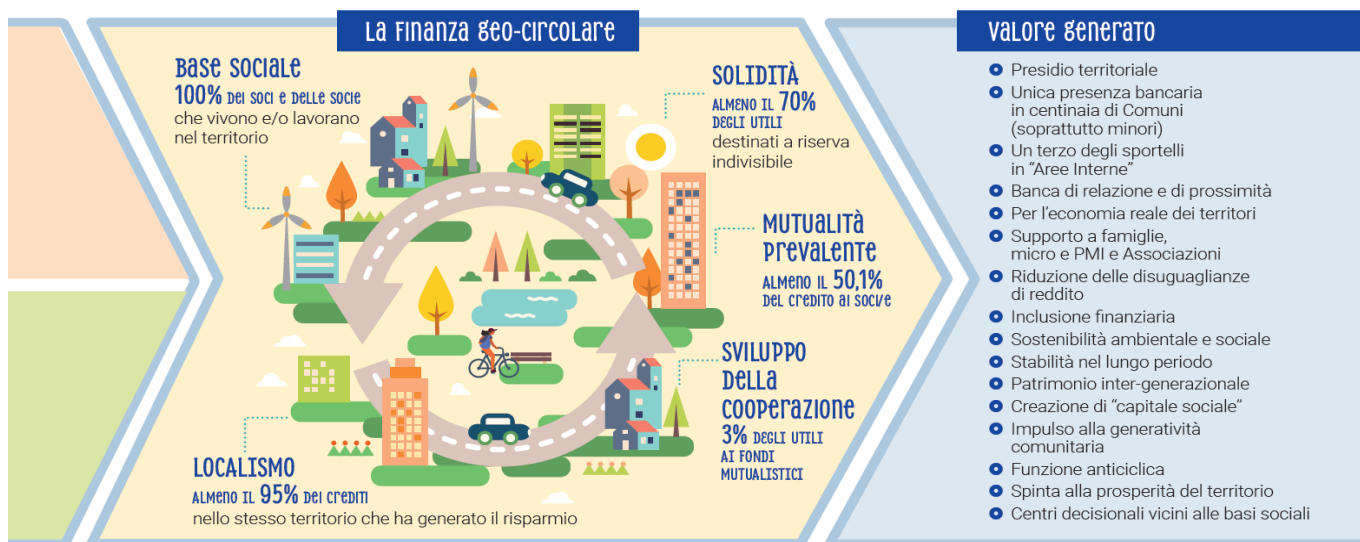 La Finanza Geo-Circolare
Base Sociale
100% dei soci e delle socie
che vivono e/o lavorano
nel territorio
Solidità
almeno il 70%
degli utili
destinati a riserva
indivisibile
Mutualità
Prevalente
almeno il 50,1%
del credito ai soci/e
Sviluppo
della
Cooperazione
3% degli utili
ai fondi
mutualistici
Localismo
almeno il 95% dei crediti
nello stesso territorio che ha generato il risparmio
Valore Generato
Presidio territoriale
Unica presenza bancaria
in centinaia di Comuni
(soprattutto minori)
Un terzo degli sportelli
in “Aree Interne”
Banca di relazione e di prossimità
Per l’economia reale dei territori
Supporto a famiglie,
micro e PMI e Associazioni
Riduzione delle disuguaglianze
di reddito
Inclusione finanziaria
Sostenibilità ambientale e sociale
Stabilità nel lungo periodo
Patrimonio inter-generazionale
Creazione di “capitale sociale”
Impulso alla generatività
comunitaria
Funzione anticiclica
Spinta alla prosperità del territorio
Centri decisionali vicini alle basi sociali